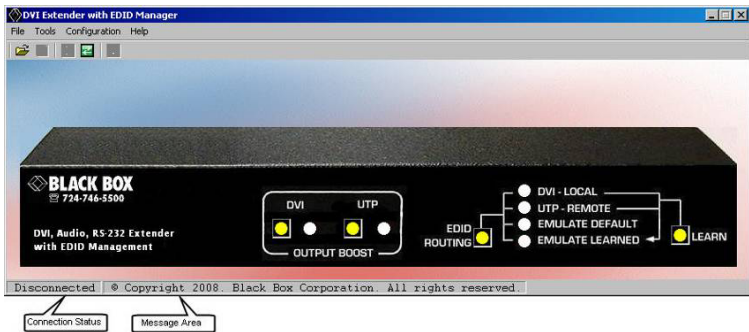 DVI Extender with EDID Manager
File Tools Configuration Help
BLACK BOX
724-746-5500
DVI, Audio, RS-232 Extender
with EDID Management
DVI UTP
OUTPUT BOOST
EDID
ROUTING
DVI - LOCAL
UTP - REMOTE
EMULATE DEFAULT
EMULATE LEARNED
LEARN
Disconnected © Copyright 2008. Black Box Corporation. All rights reserved.
Connection Status Message Area